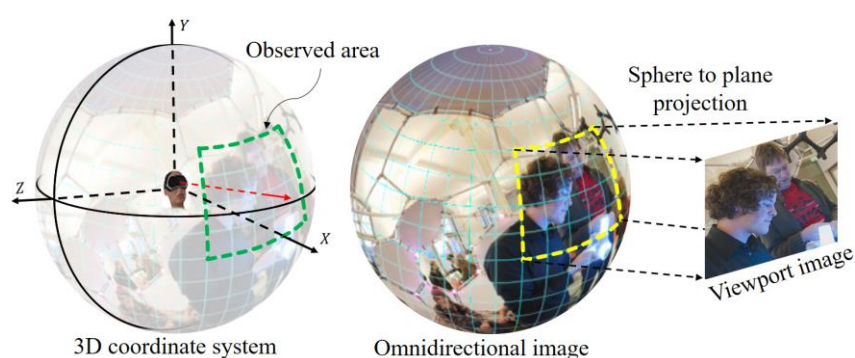 Y
Observed area
Sphere to plane
projection
Z
X
Viewport image
3D coordinate system
Omnidirectional image